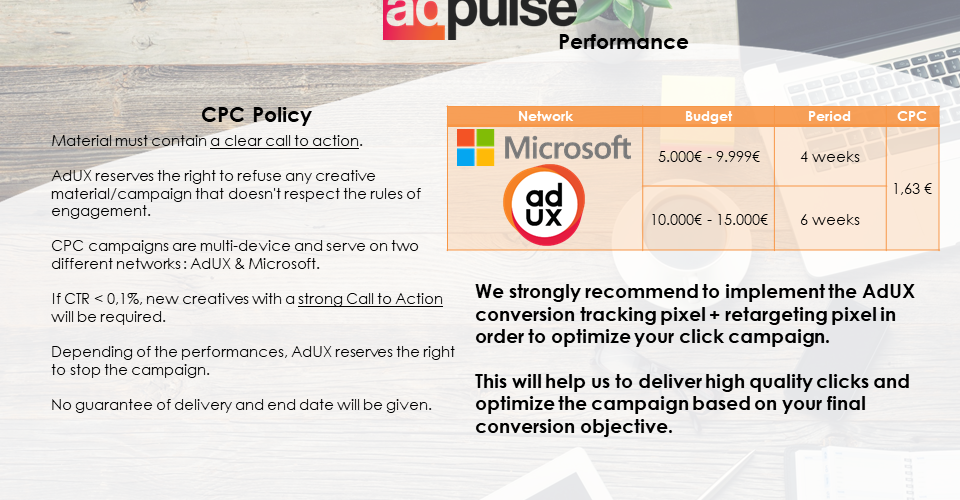 adpulse
Performance
CPC Policy
Material must contain a clear call to action.
AdUX reserves the right to refuse any creative
material/campaign that doesn't respect the rules of
engagement.
CPC campaigns are multi-device and serve on two
different networks: AdUX & Microsoft.
If CTR < 0,1%, new creatives with a strong Call to Action
will be required.
Depending of the performances, AdUX reserves the right
to stop the campaign.
No guarantee of delivery and end date will be given.
Network Budget Period CPC
Microsoft
5.000€ - 9.999€ 4 weeks
ad
ux
1,63 €
10.000€ - 15.000€ 6 weeks
We strongly recommend to implement the AdUX
conversion tracking pixel + retargeting pixel in
order to optimize your click campaign.
This will help us to deliver high quality clicks and
optimize the campaign based on your final
conversion objective.